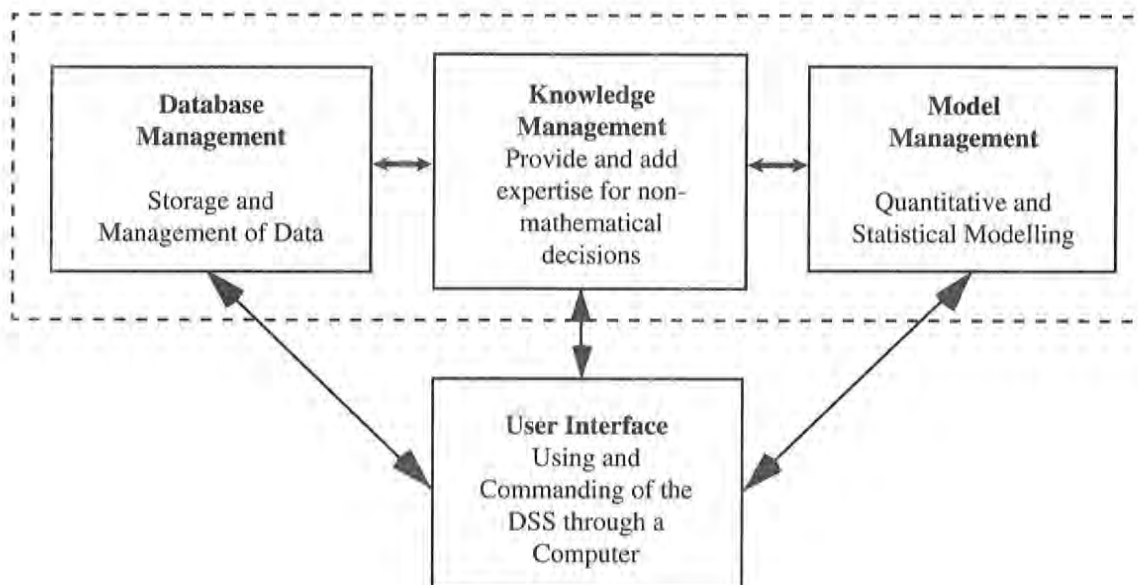 Database
Management
Storage and
Management of Data
Knowledge
Management
Provide and add
expertise for non-
mathematical
decisions
Model
Management
Quantitative and
Statistical Modelling
User Interface
Using and
Commanding of the
DSS through a
Computer